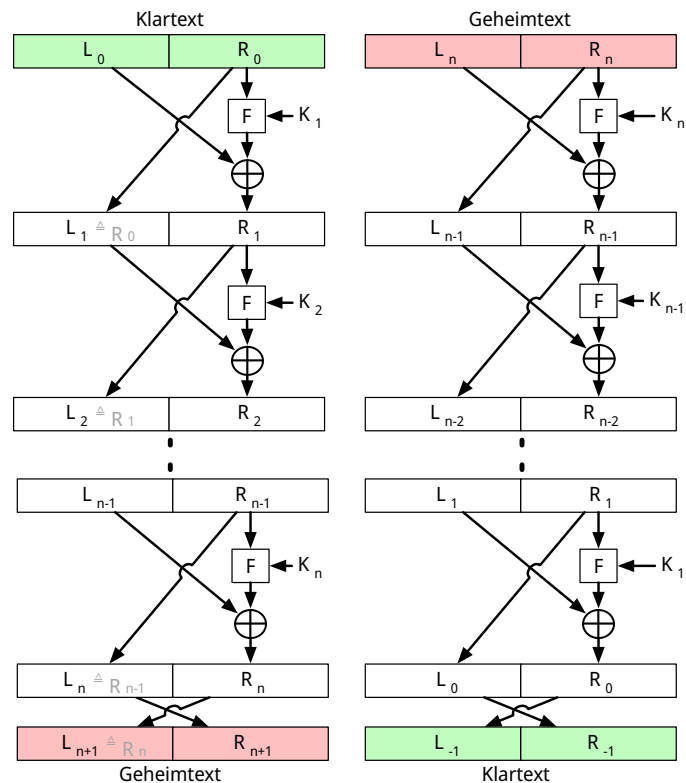 Klartext
L 0 R 0
F K 1
L 1 ≙ R 0 R 1
F K 2
L 2 ≙ R 1 R 2
L n-1 R n-1
F K n
L n ≙ R n-1 R n
L n+1 ≙ R n R n+1
Geheimtext
Geheimtext
L n R n
F K n
L n-1 R n-1
F K n-1
L n-2 R n-2
L 1 R 1
F K 1
L 0 R 0
L -1 R -1
Klartext